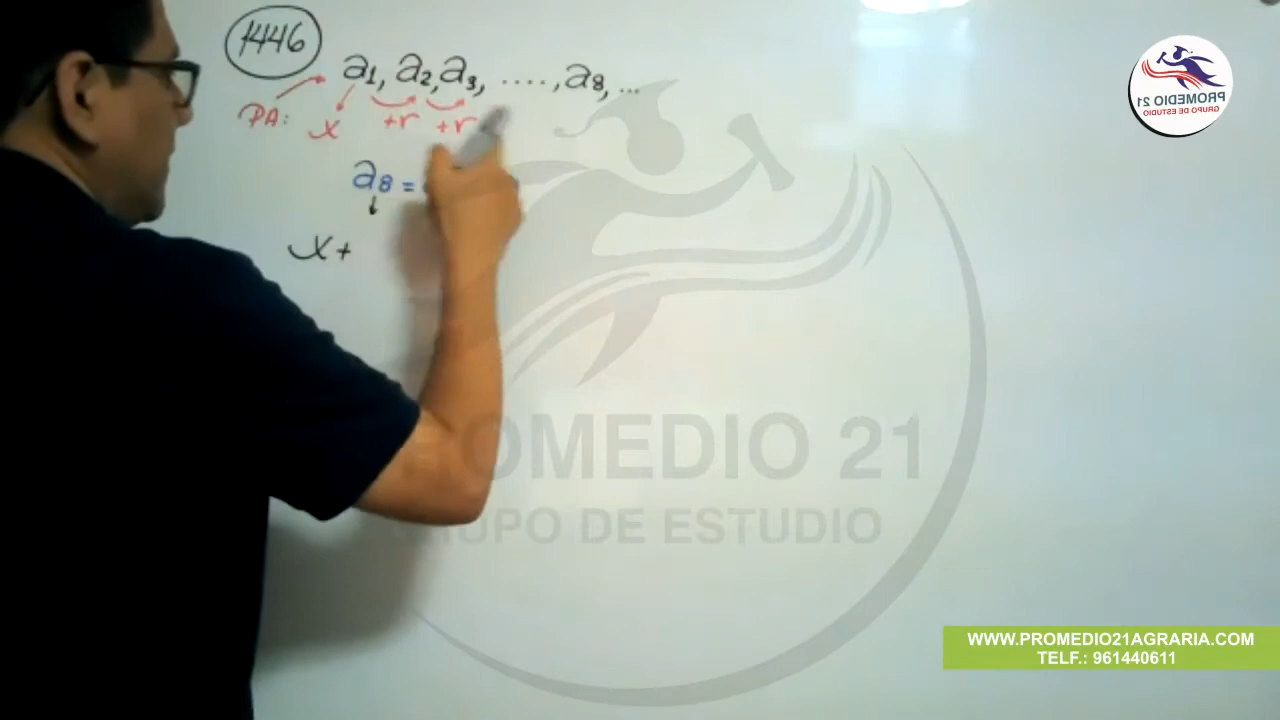 1446
a1, a2, a3, ...., a8, ...
PA: x +r +r
a8 =
x +
PROMEDIO 21
GRUPO DE ESTUDIO
OMEDIO 21
GRUPO DE ESTUDIO
WWW.PROMEDIO21AGRARIA.COM
TELF.: 961440611